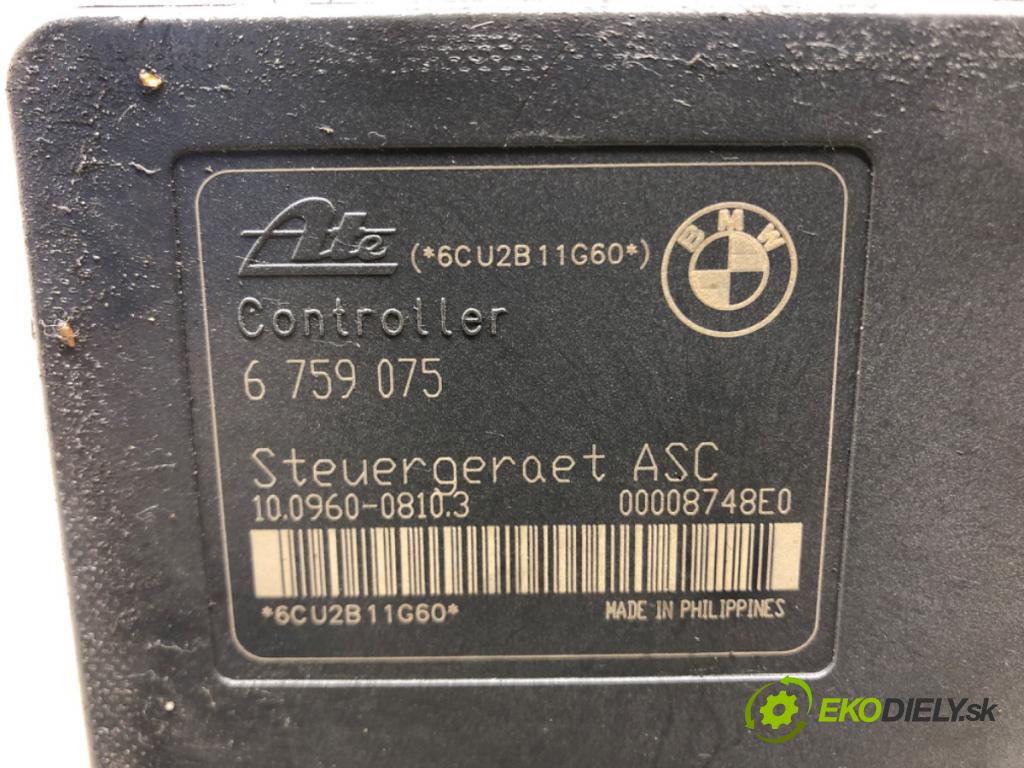 Ate (*6CU2B11G60*)
BMW
Controller
6 759 075
Steuergeraet ASC
10.0960-0810.3 00008748E0
*6CU2B11G60* MADE IN PHILIPPINES
EKODIELY.sk